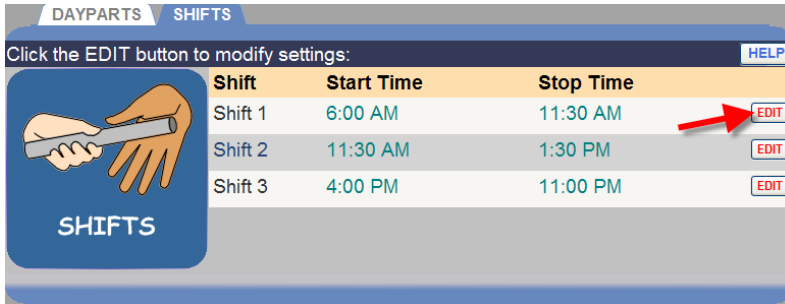 DAYPARTS SHIFTS
Click the EDIT button to modify settings: HELP
Shift Start Time Stop Time
Shift 1 6:00 AM 11:30 AM EDIT
Shift 2 11:30 AM 1:30 PM EDIT
Shift 3 4:00 PM 11:00 PM EDIT
SHIFTS